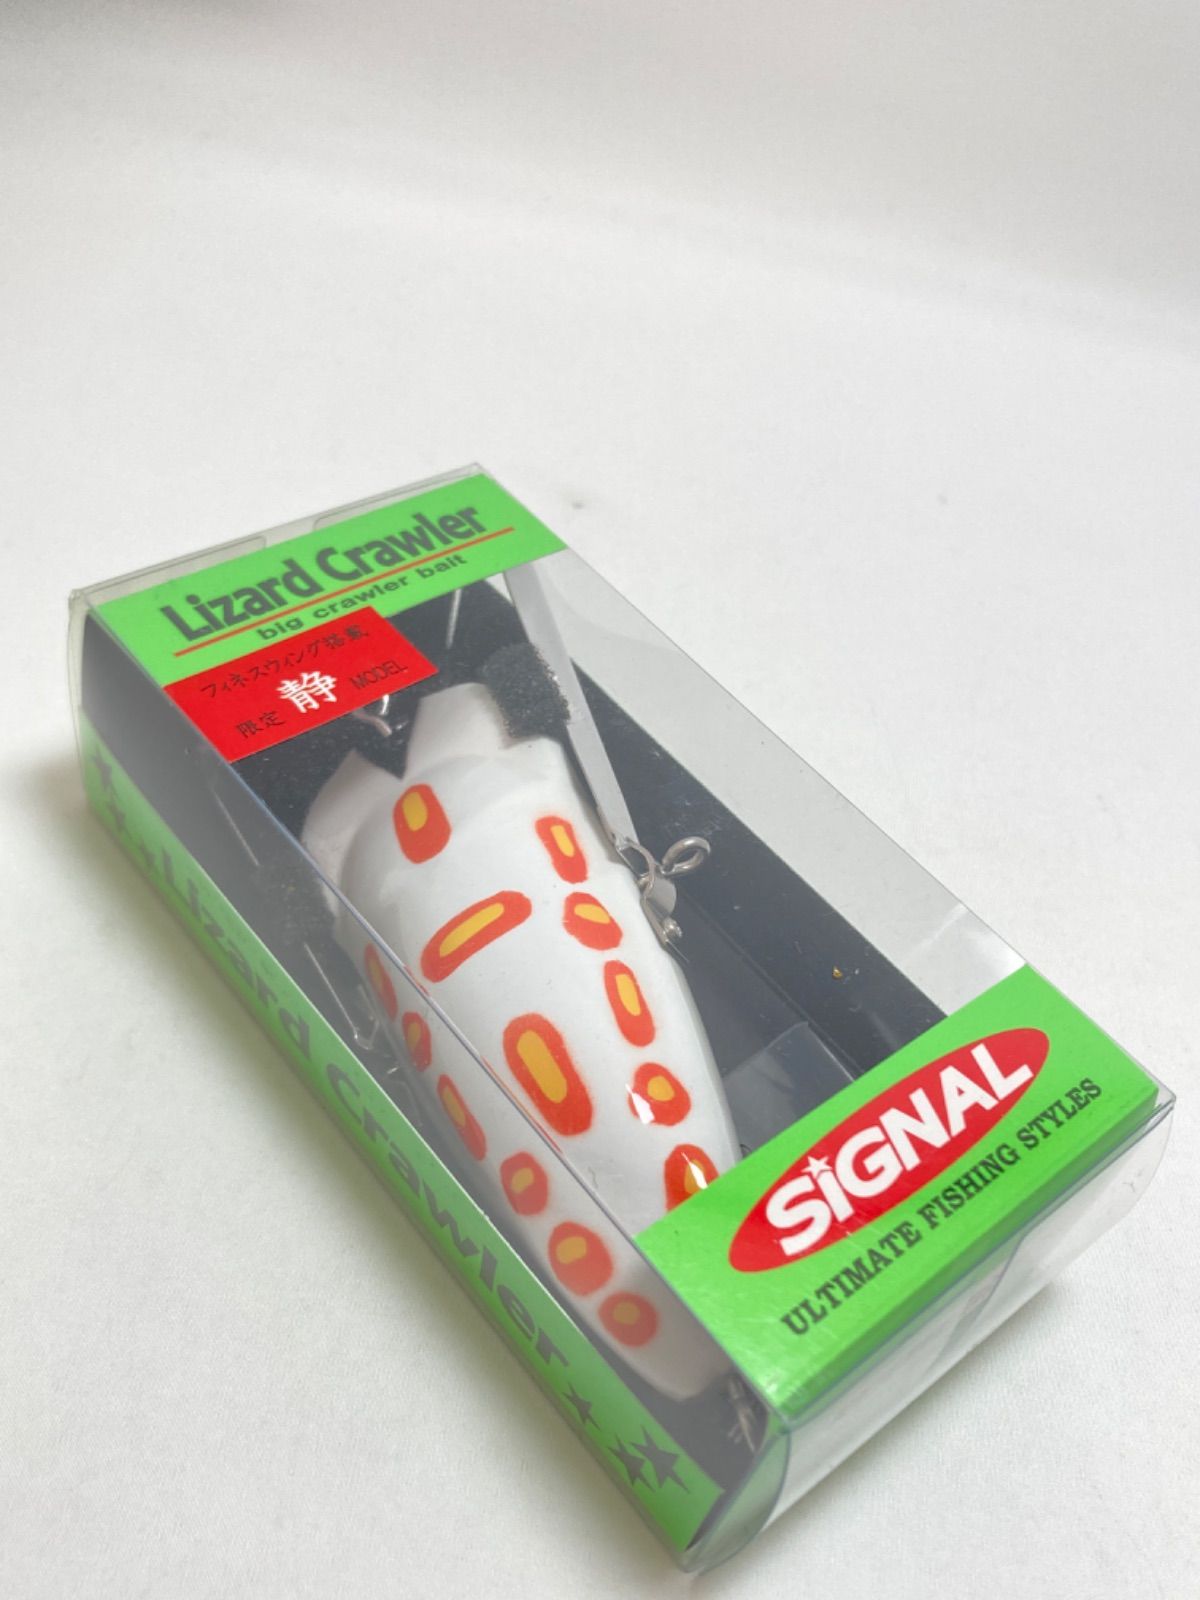 Lizard Crawler
big crawler bait
フィネスウィング搭載
限定 静 MODEL
Lizard Crawler
SiGNAL
ULTIMATE FISHING STYLES